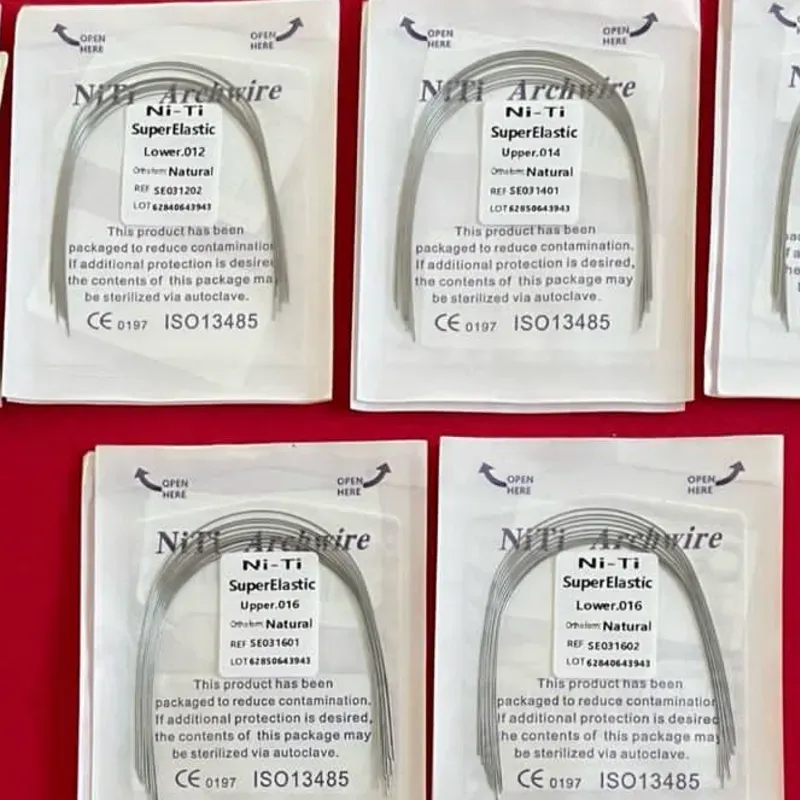 OPEN
HERE
OPEN
HERE
NiTi Archwire
Ni-Ti
SuperElastic
Lower.012
Orthoform: Natural
REF SE031202
LOT 62840643943
This product has been
packaged to reduce contamination
If additional protection is desired
the contents of this package may
be sterilized via autoclave.
CE 0197 ISO13485
OPEN
HERE
OPEN
HERE
NiTi Archwire
Ni-Ti
SuperElastic
Upper.014
Orthoform: Natural
REF SE031401
LOT 62850643943
This product has been
packaged to reduce contamination.
If additional protection is desired,
the contents of this package may
be sterilized via autoclave.
CE 0197 ISO13485
OPEN
HERE
OPEN
HERE
OPEN
HERE
NiTi Archwire
Ni-Ti
SuperElastic
Upper.016
Orthoform: Natural
REF SE031601
LOT 62850643943
This product has been
packaged to reduce contamination.
If additional protection is desired,
the contents of this package may
be sterilized via autoclave.
CE 0197 ISO13485
OPEN
HERE
OPEN
HERE
NiTi Archwire
Ni-Ti
SuperElastic
Lower.016
Orthoform: Natural
REF SE031602
LOT 62840643943
This product has been
packaged to reduce contamination
If additional protection is desired
the contents of this package may
be sterilized via autoclave.
CE 0197 ISO13485